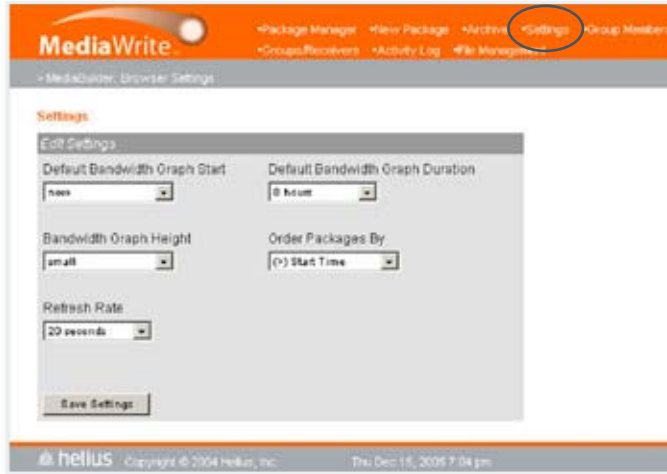 MediaWrite
•Package Manager •New Package •Archive •Settings •Group Members
•Groups/Receivers •Activity Log •File Management
> MediaBuilder: Browser Settings
Settings
Edit Settings
Default Bandwidth Graph Start
Default Bandwidth Graph Duration
now
hours
Bandwidth Graph Height
Order Packages By
small
(>) Start Time
Refresh Rate
20 seconds
Save Settings
helius Copyright © 2004 Helius, Inc. Thu Dec 15, 2005 7:04 pm